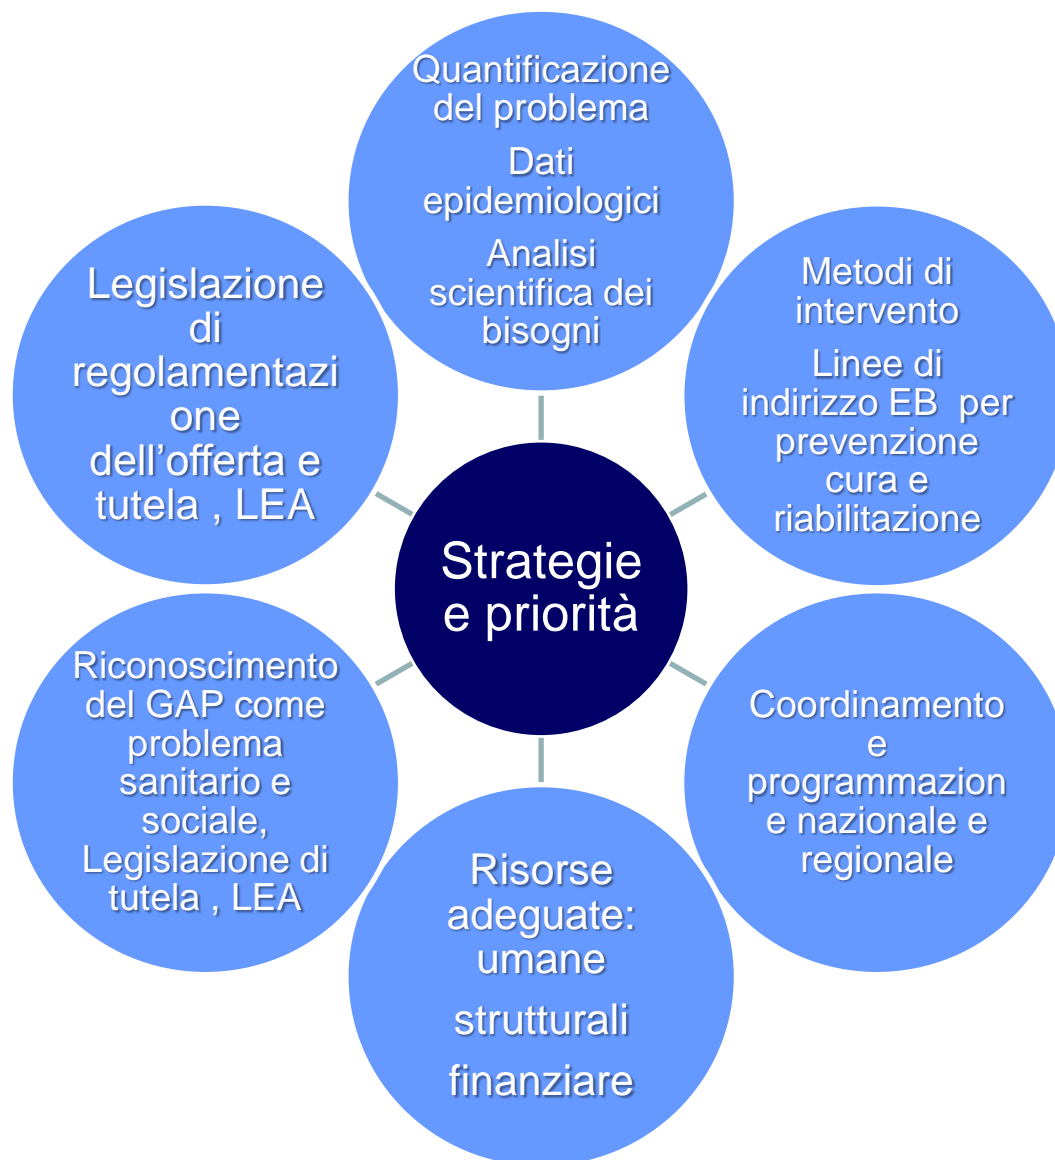 Quantificazione
del problema
Dati
epidemiologici
Analisi
scientifica dei
bisogni
Metodi di
intervento
Linee di
indirizzo EB  per
prevenzione
cura e
riabilitazione
Coordinamento
e
programmazion
e nazionale e
regionale
Risorse
adeguate:
umane
strutturali
finanziare
Riconoscimento
del GAP come
problema
sanitario e
sociale,
Legislazione di
tutela , LEA
Legislazione
di
regolamentazi
one
dell’offerta e
tutela , LEA
Strategie
e priorità